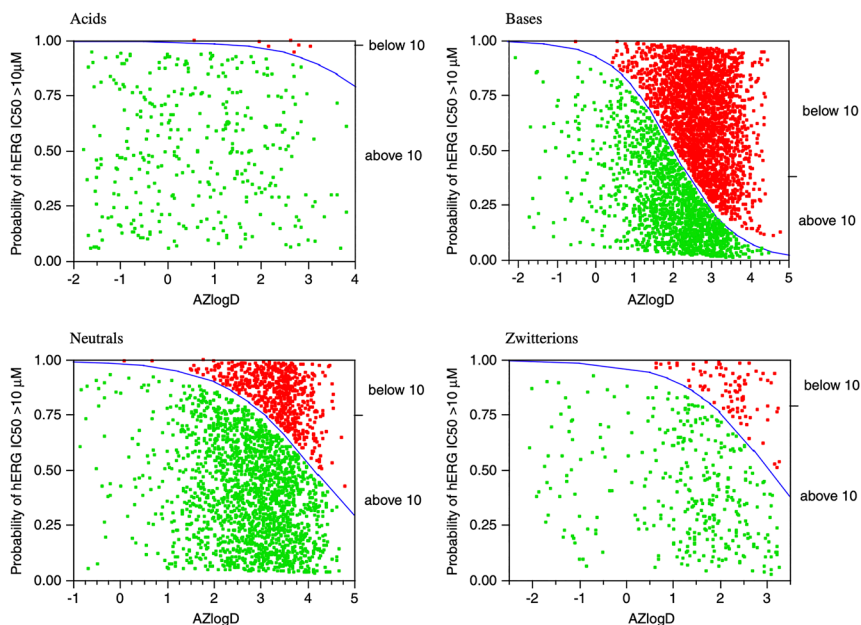 Acids
Probability of hERG IC50 >10µM
1.00
0.75
0.50
0.25
0.00
-2
-1
0
1
2
3
4
AZlogD
below 10
above 10
Bases
Probability of hERG IC50 >10 µM
1.00
0.75
0.50
0.25
0.00
-2
-1
0
1
2
3
4
5
AZlogD
below 10
above 10
Neutrals
Probability of hERG IC50 >10 µM
1.00
0.75
0.50
0.25
0.00
-1
0
1
2
3
4
5
AZlogD
below 10
above 10
Zwitterions
Probability of hERG IC50 >10 µM
1.00
0.75
0.50
0.25
0.00
-2
-1
0
1
2
3
AZlogD
below 10
above 10